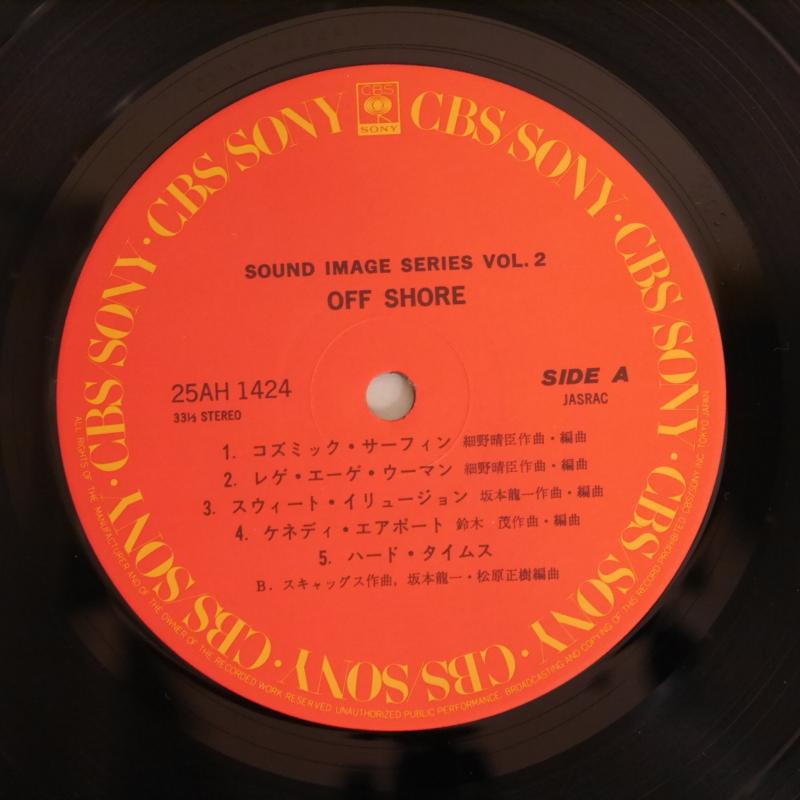 CBS
SONY
CBS/SONY · CBS/SONY · CBS/SONY · CBS/SONY · CBS/SONY · CBS/SONY · CBS/SONY · CBS/SONY
SOUND IMAGE SERIES VOL. 2
OFF SHORE
25AH 1424
33⅓ STEREO
SIDE A
JASRAC
1. コズミック・サーフィン 細野晴臣作曲・編曲
2. レゲ・エーゲ・ウーマン 細野晴臣作曲・編曲
3. スウィート・イリュージョン 坂本龍一作曲・編曲
4. ケネディ・エアポート 鈴木 茂作曲・編曲
5. ハード・タイムス
B. スキャッグス作曲, 坂本龍一・松原正樹編曲
ALL RIGHTS OF THE MANUFACTURER AND OF THE OWNER OF THE RECORDED WORK RESERVED UNAUTHORIZED PUBLIC PERFORMANCE, BROADCASTING AND COPYING OF THIS RECORD PROHIBITED CBS/SONY INC. TOKYO JAPAN